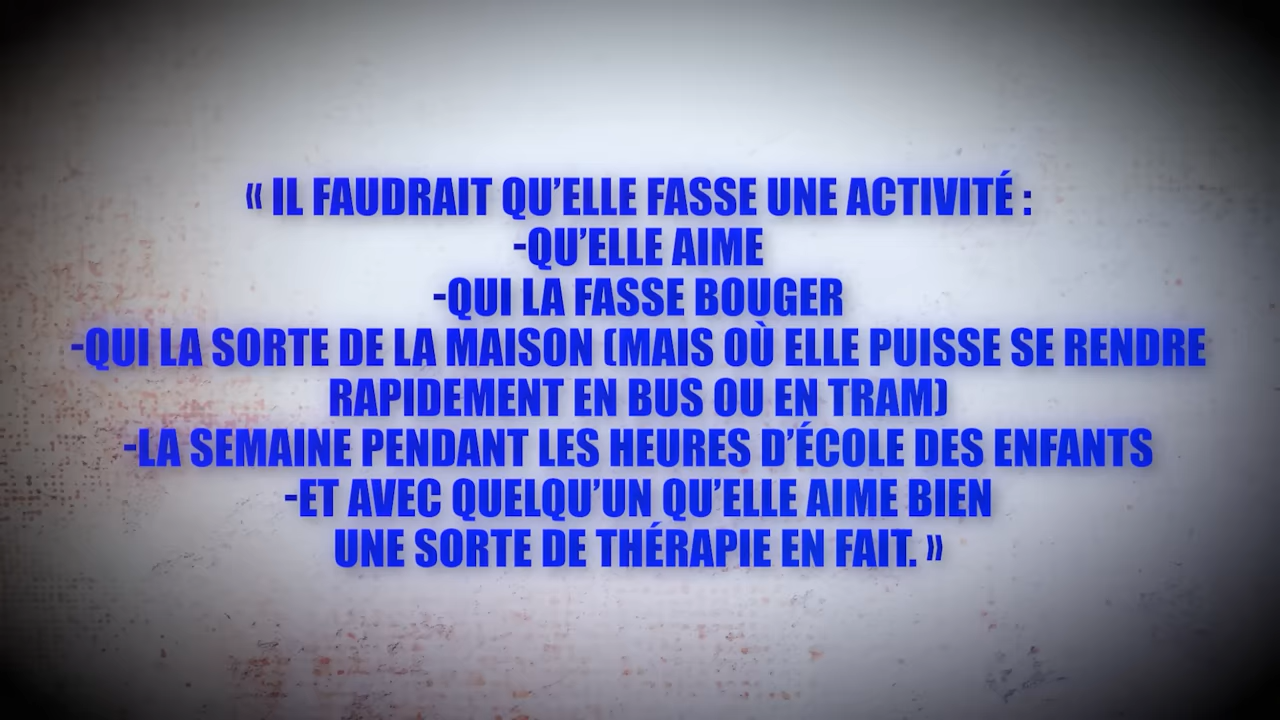 « IL FAUDRAIT QU’ELLE FASSE UNE ACTIVITÉ :
-QU’ELLE AIME
-QUI LA FASSE BOUGER
-QUI LA SORTE DE LA MAISON (MAIS OÙ ELLE PUISSE SE RENDRE
RAPIDEMENT EN BUS OU EN TRAM)
-LA SEMAINE PENDANT LES HEURES D’ÉCOLE DES ENFANTS
-ET AVEC QUELQU’UN QU’ELLE AIME BIEN
UNE SORTE DE THÉRAPIE EN FAIT. »